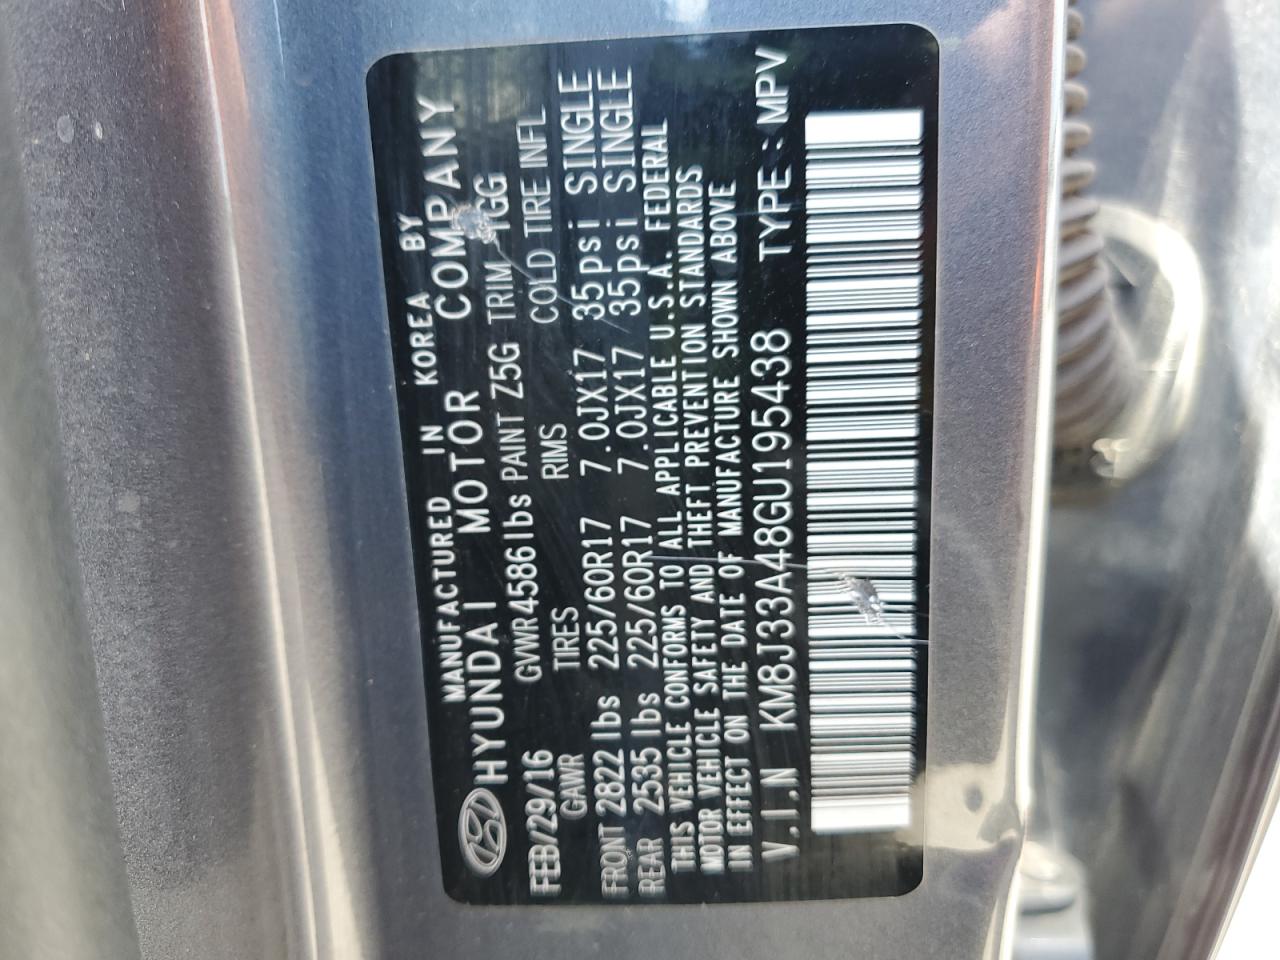 MANUFACTURED IN KOREA BY
HYUNDAI MOTOR COMPANY
FEB/29/16 GVWR 4586lbs PAINT Z5G TRIM YGG
GAWR TIRES RIMS COLD TIRE INFL
FRONT 2822 lbs 225/60R17 7.0JX17 35psi SINGLE
REAR 2535 lbs 225/60R17 7.0JX17 35psi SINGLE
THIS VEHICLE CONFORMS TO ALL APPLICABLE U.S.A. FEDERAL
MOTOR VEHICLE SAFETY AND THEFT PREVENTION STANDARDS
IN EFFECT ON THE DATE OF MANUFACTURE SHOWN ABOVE
V.I.N KM8J33A48GU195438 TYPE : MPV